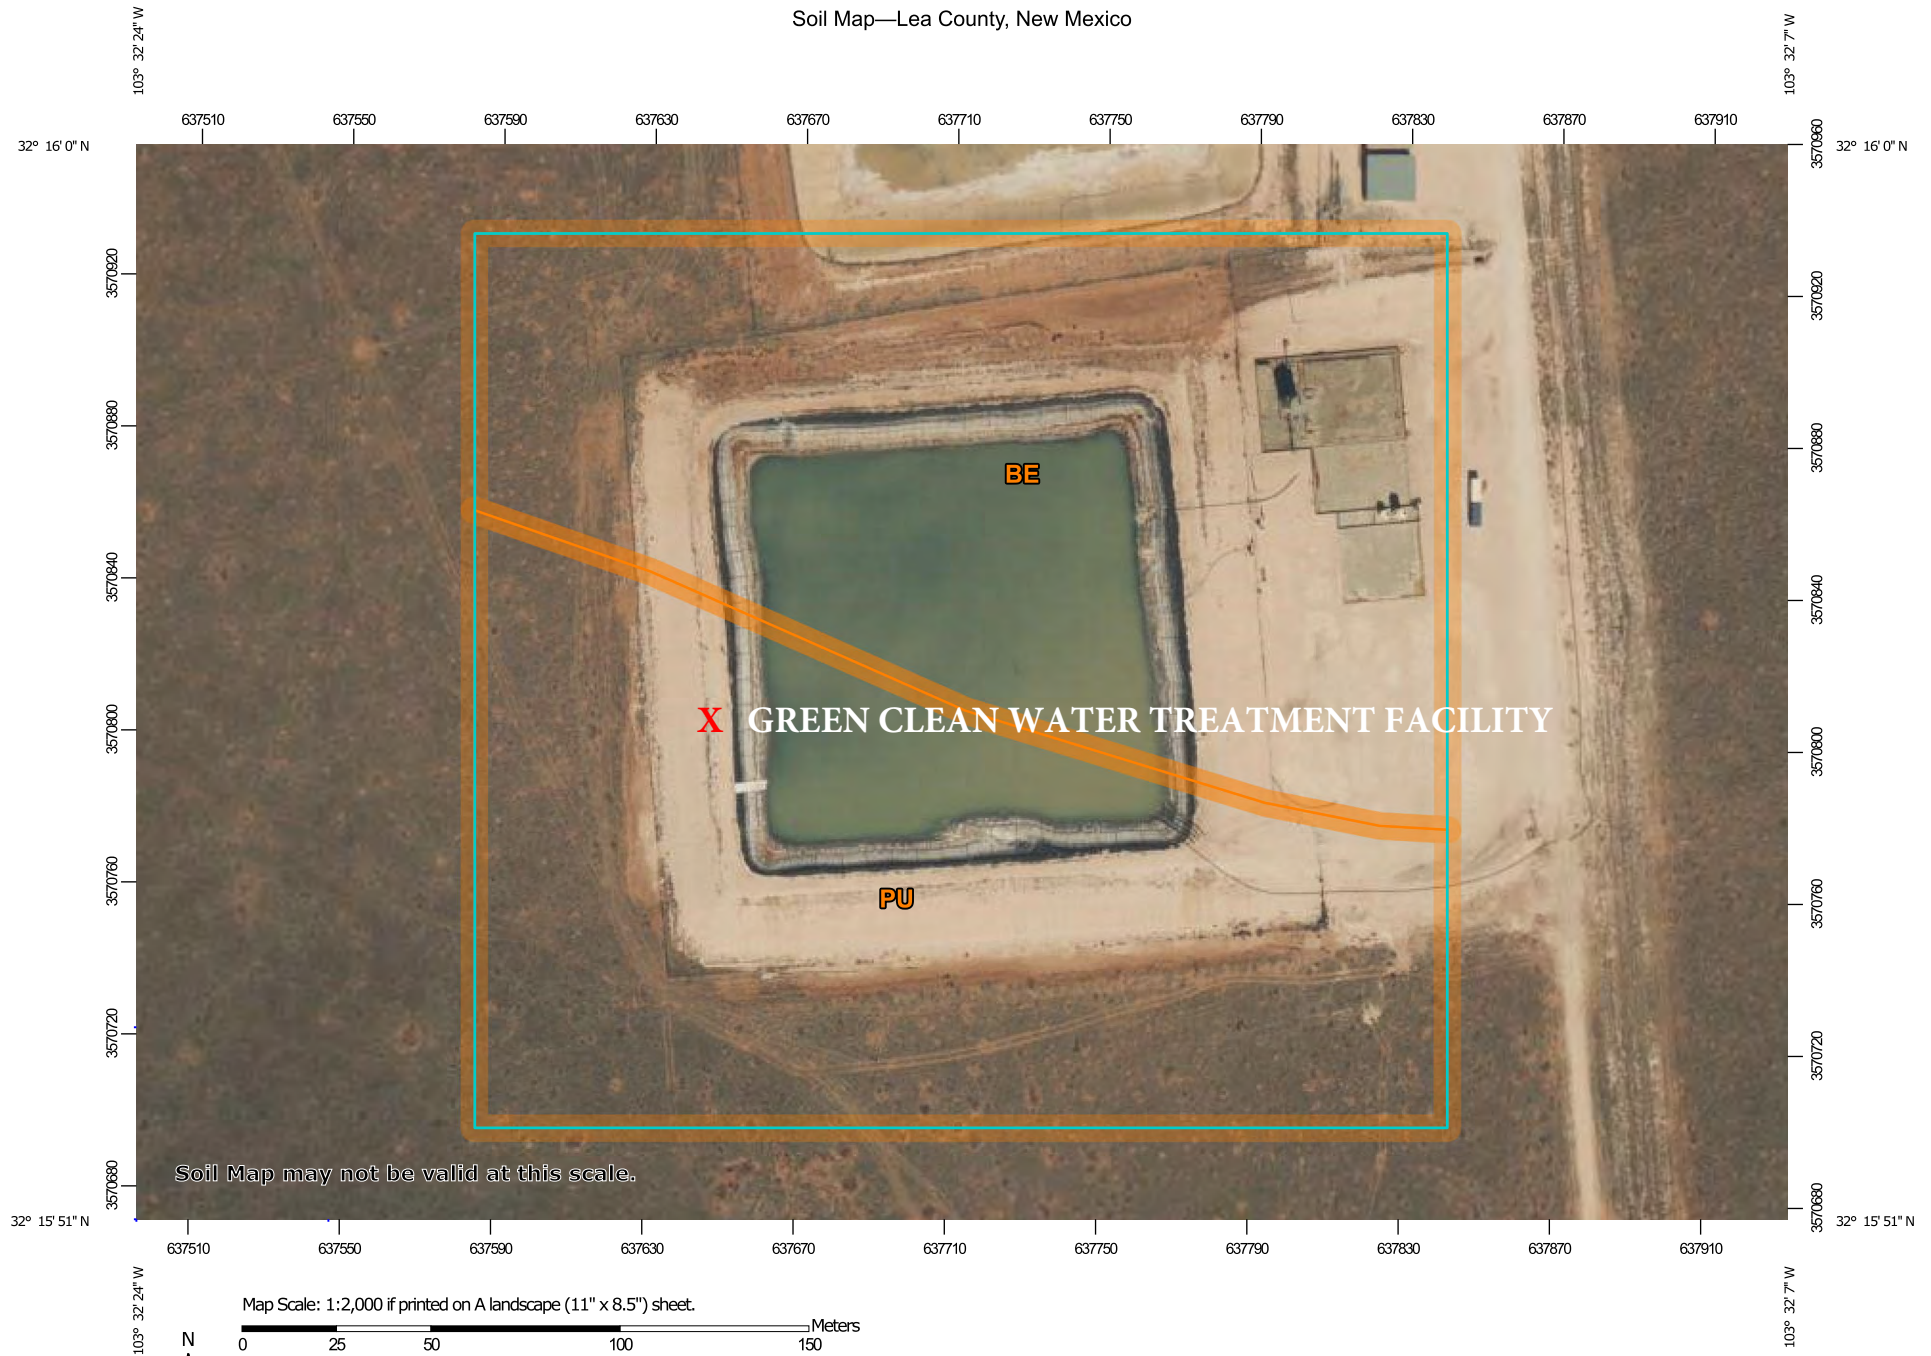 Soil Map—Lea County, New Mexico
103° 32' 24'' W
103° 32' 7'' W
637510 637550 637590 637630 637670 637710 637750 637790 637830 637870 637910
32° 16' 0'' N
32° 16' 0'' N
3570960
3570920
3570920
3570880
3570880
BE
3570840
3570840
X GREEN CLEAN WATER TREATMENT FACILITY
3570800
3570800
3570760
3570760
PU
3570720
3570720
Soil Map may not be valid at this scale.
3570680
3570680
32° 15' 51'' N
32° 15' 51'' N
637510 637550 637590 637630 637670 637710 637750 637790 637830 637870 637910
103° 32' 24'' W
103° 32' 7'' W
Map Scale: 1:2,000 if printed on A landscape (11" x 8.5") sheet.
Meters
N 0 25 50 100 150